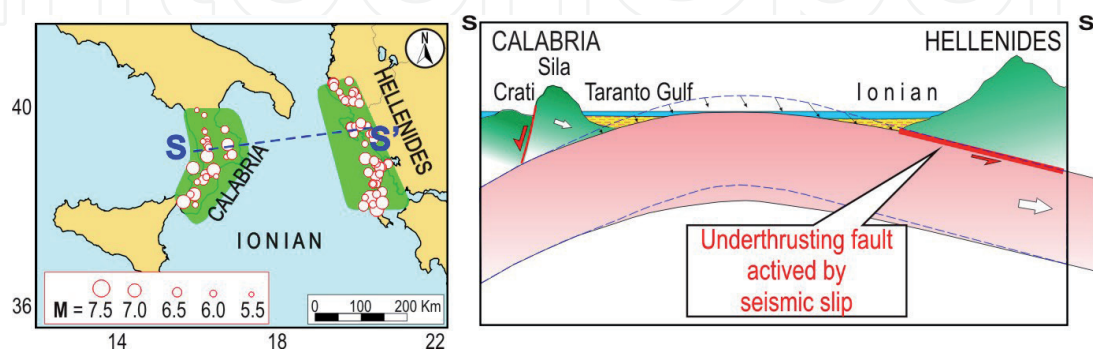 N
40
36
14
18
22
HELLENIDES
S
S'
CALABRIA
IONIAN
M = 7.5 7.0 6.5 6.0 5.5
0 100 200 Km
S
S'
CALABRIA
HELLENIDES
Sila
Crati
Taranto Gulf
Ionian
Underthrusting fault
actived by
seismic slip